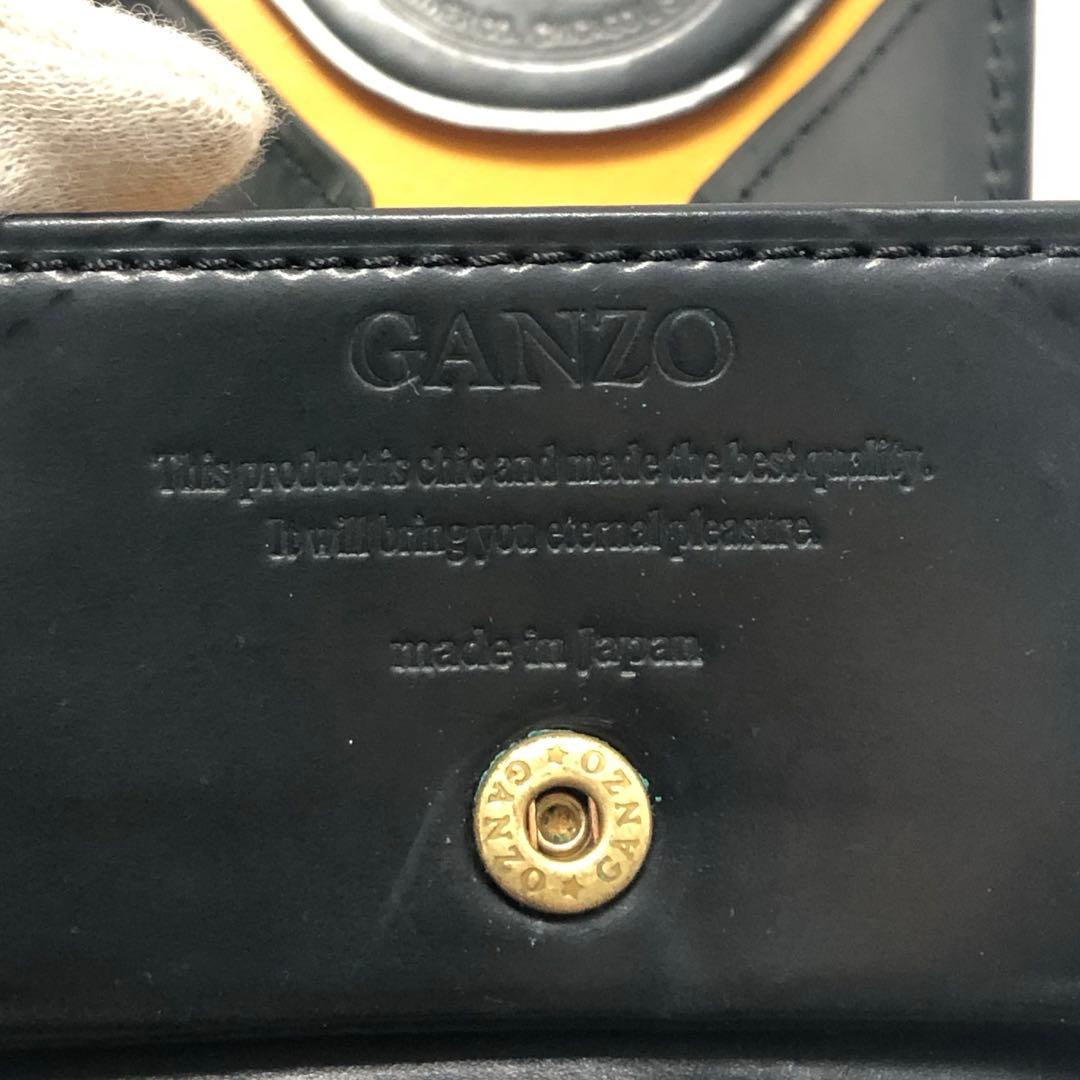 GANZO
This product is chic and made the best quality.
It will bring you eternal pleasure.
made in Japan
GANZO ★ GANZO ★